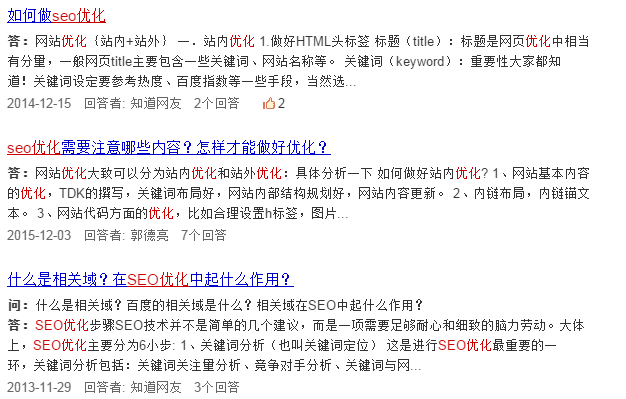 如何做seo优化
答：网站优化｛站内+站外｝ 一．站内优化 1.做好HTML头标签 标题（title）：标题是网页优化中相当
有分量，一般网页title主要包含一些关键词、网站名称等。 关键词（keyword）：重要性大家都知
道！关键词设定要参考热度、百度指数等一些手段，当然选...
2014-12-15 回答者: 知道网友 2个回答 2
seo优化需要注意哪些内容？怎样才能做好优化？
答：网站优化大致可以分为站内优化和站外优化：具体分析一下 如何做好站内优化? 1、网站基本内容
的优化，TDK的撰写，关键词布局好，网站内部结构规划好，网站内容更新。 2、内链布局，内链锚文
本。 3、网站代码方面的优化，比如合理设置h标签，图片...
2015-12-03 回答者: 郭德亮 7个回答
什么是相关域？在SEO优化中起什么作用？
问：什么是相关域？百度的相关域是什么？相关域在SEO中起什么作用？
答：SEO优化步骤SEO技术并不是简单的几个建议，而是一项需要足够耐心和细致的脑力劳动。大体
上，SEO优化主要分为6小步: 1、关键词分析（也叫关键词定位） 这是进行SEO优化最重要的一
环，关键词分析包括：关键词关注量分析、竞争对手分析、关键词与网...
2013-11-29 回答者: 知道网友 3个回答